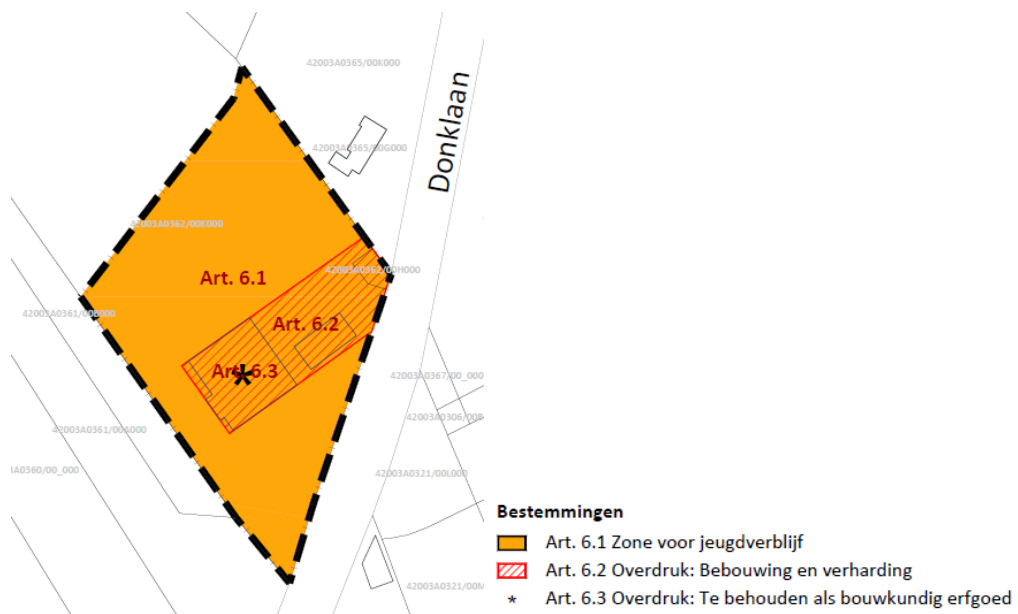 42003A0365/00K000
Donklaan
42003A0365/00G000
42003A0362/00K000
42003A0362/00H000
Art. 6.1
42003A0361/00B000
Art. 6.2
Art. 6.3
*
42003A0367/00_000
42003A0306/00
42003A0361/00A000
A0360/00_000
42003A0321/00L000
42003A0321/00M
Bestemmingen
Art. 6.1 Zone voor jeugdverblijf
Art. 6.2 Overdruk: Bebouwing en verharding
* Art. 6.3 Overdruk: Te behouden als bouwkundig erfgoed